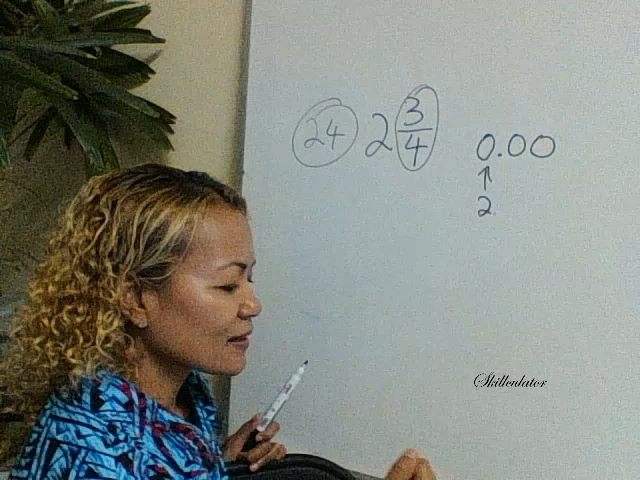 24 2 3/4 0.00
↑
2
Skillculator